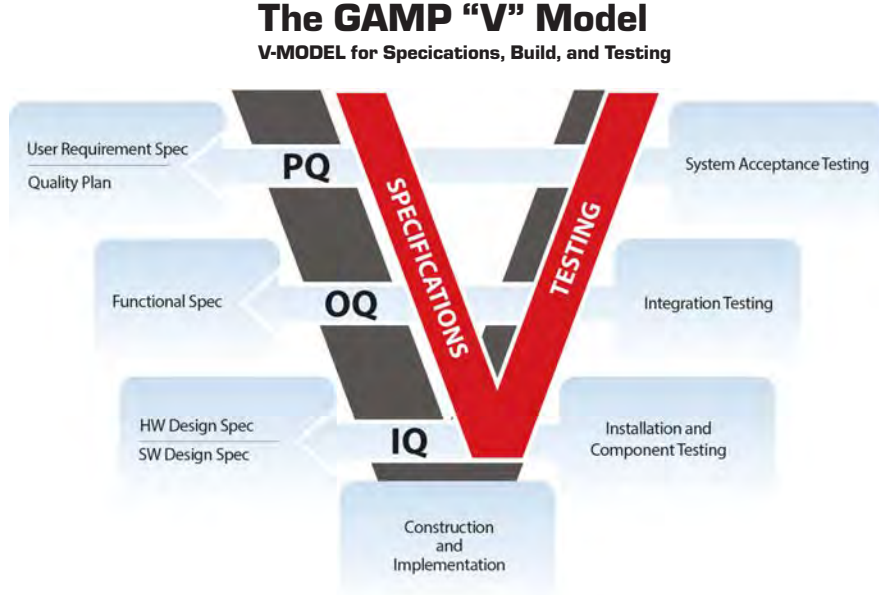 The GAMP “V” Model
V-MODEL for Specications, Build, and Testing
User Requirement Spec
Quality Plan
PQ
SPECIFICATIONS
TESTING
System Acceptance Testing
Functional Spec
OQ
Integration Testing
HW Design Spec
SW Design Spec
IQ
Installation and
Component Testing
Construction
and
Implementation